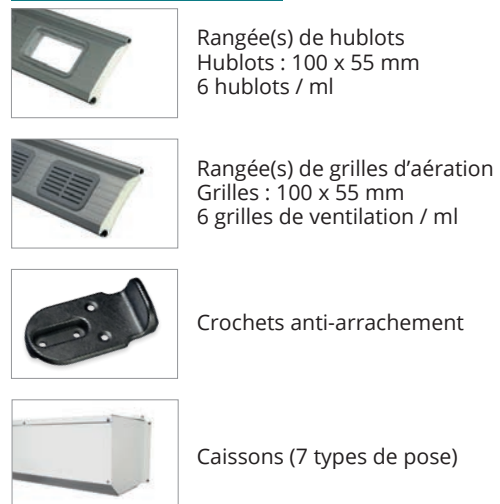 Rangée(s) de hublots
Hublots : 100 x 55 mm
6 hublots / ml
Rangée(s) de grilles d’aération
Grilles : 100 x 55 mm
6 grilles de ventilation / ml
Crochets anti-arrachement
Caissons (7 types de pose)